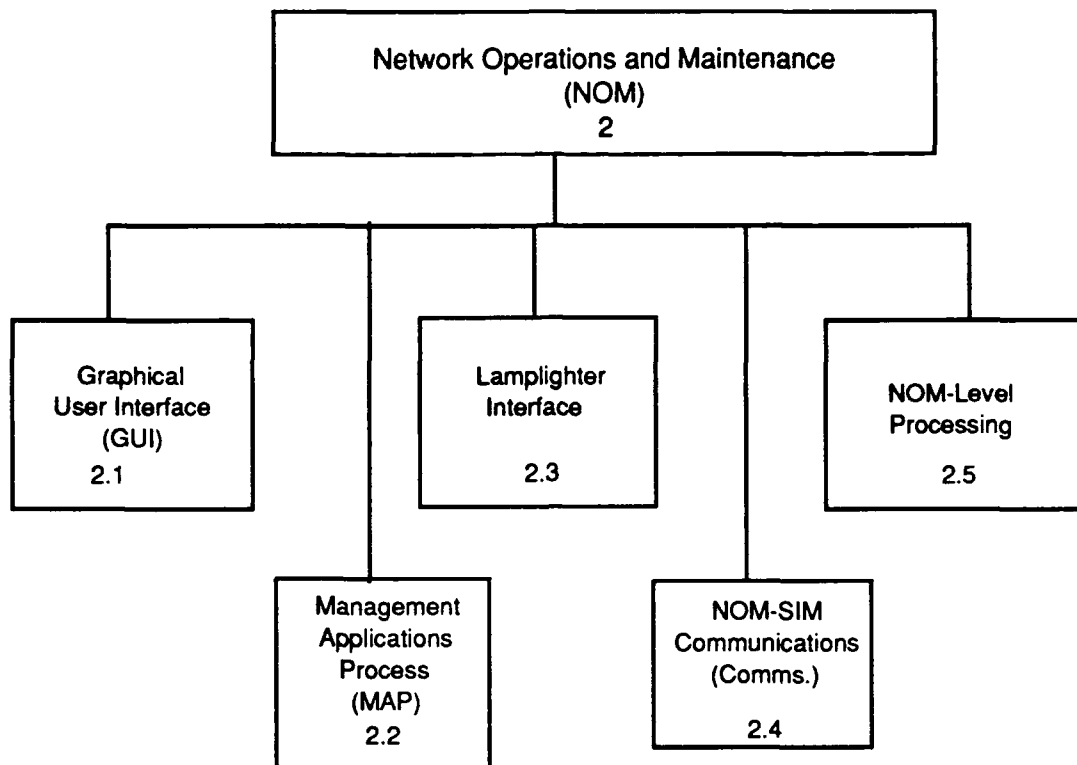 Network Operations and Maintenance
(NOM)
2
Graphical
User Interface
(GUI)
2.1
Management
Applications
Process
(MAP)
2.2
Lamplighter
Interface
2.3
NOM-SIM
Communications
(Comms.)
2.4
NOM-Level
Processing
2.5